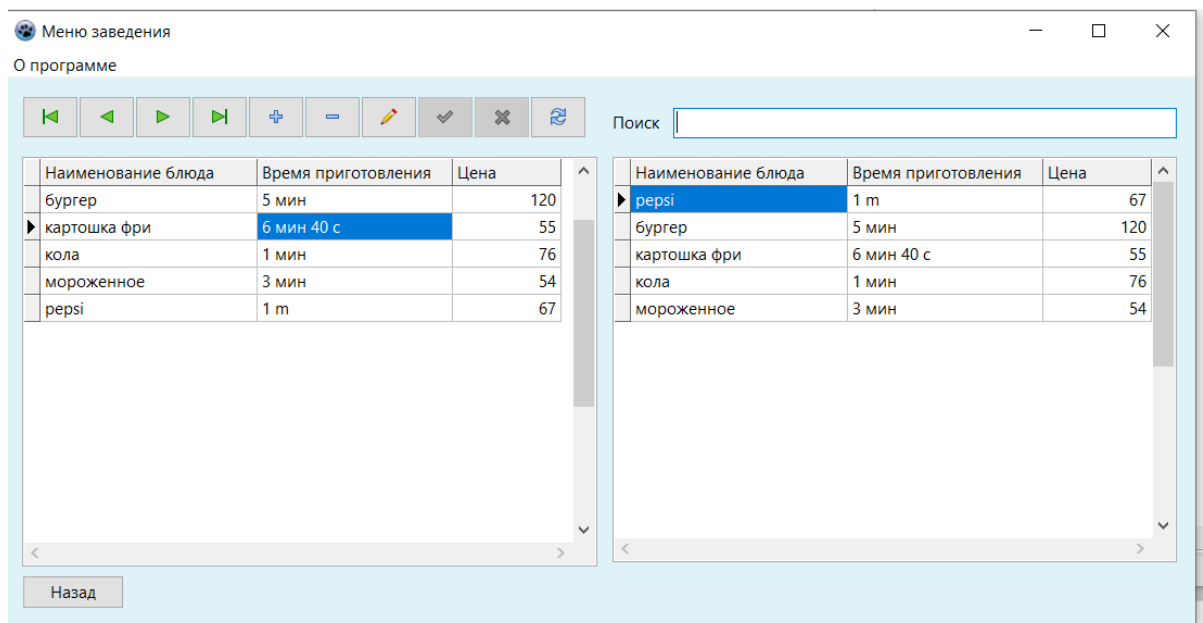 Меню заведения
О программе
Поиск
Наименование блюда Время приготовления Цена
бургер 5 мин 120
картошка фри 6 мин 40 с 55
кола 1 мин 76
мороженное 3 мин 54
pepsi 1 m 67
Наименование блюда Время приготовления Цена
pepsi 1 m 67
бургер 5 мин 120
картошка фри 6 мин 40 с 55
кола 1 мин 76
мороженное 3 мин 54
Назад